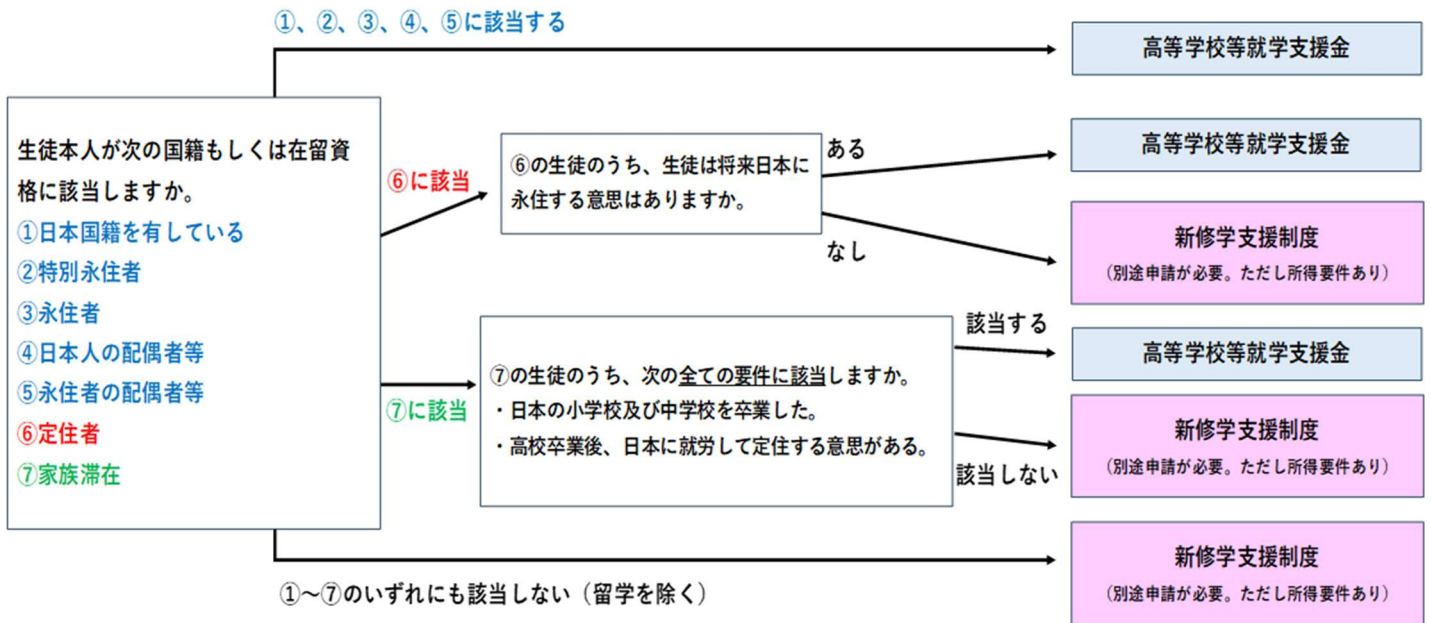 ①、②、③、④、⑤に該当する
高等学校等就学支援金
生徒本人が次の国籍もしくは在留資
格に該当しますか。
①日本国籍を有している
②特別永住者
③永住者
④日本人の配偶者等
⑤永住者の配偶者等
⑥定住者
⑦家族滞在
⑥に該当
⑥の生徒のうち、生徒は将来日本に
永住する意思はありますか。
ある
高等学校等就学支援金
なし
新修学支援制度
（別途申請が必要。ただし所得要件あり）
⑦に該当
⑦の生徒のうち、次の全ての要件に該当しますか。
・日本の小学校及び中学校を卒業した。
・高校卒業後、日本に就労して定住する意思がある。
該当する
高等学校等就学支援金
該当しない
新修学支援制度
（別途申請が必要。ただし所得要件あり）
①～⑦のいずれにも該当しない（留学を除く）
新修学支援制度
（別途申請が必要。ただし所得要件あり）